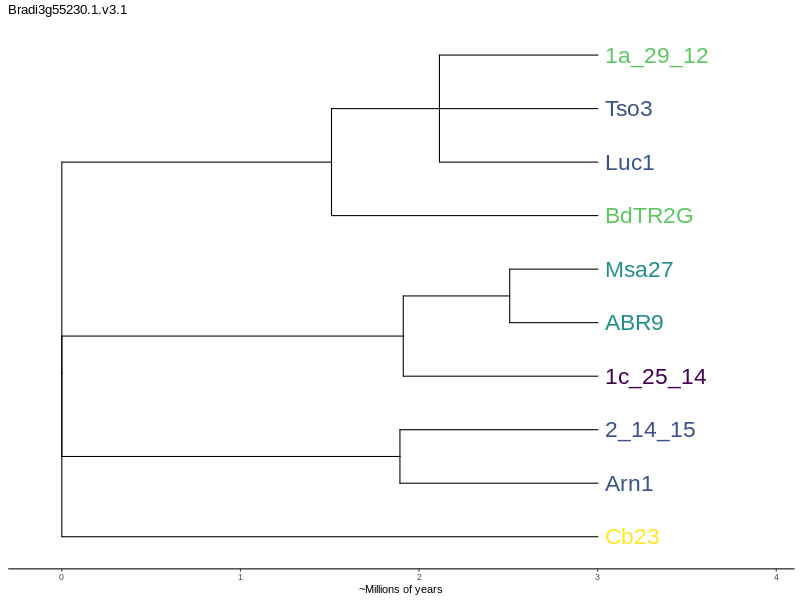 Bradi3g55230.1.v3.1
1a_29_12
Tso3
Luc1
BdTR2G
Msa27
ABR9
1c_25_14
2_14_15
Arn1
Cb23
0 1 2 3 4
~Millions of years